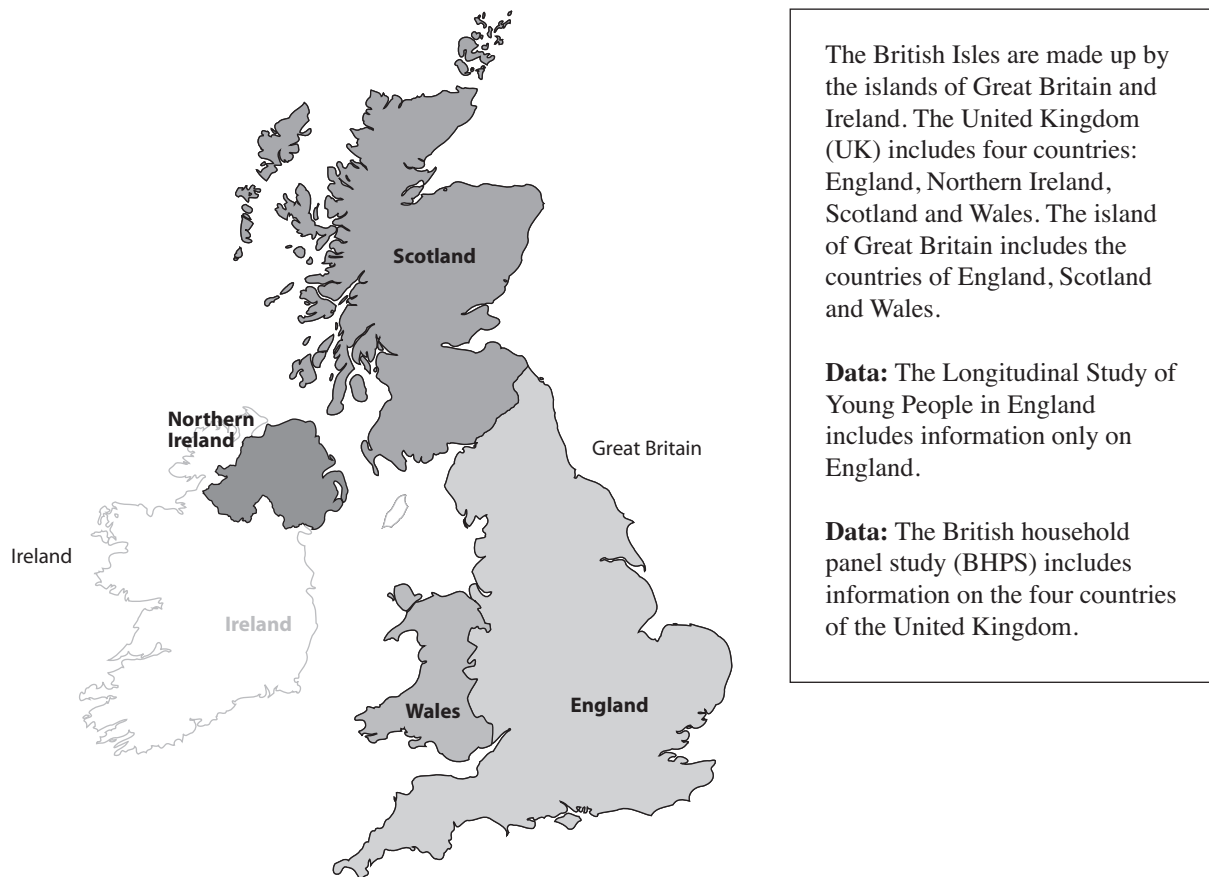 Scotland
Northern
Ireland
Great Britain
Ireland
Ireland
Wales
England
The British Isles are made up by
the islands of Great Britain and
Ireland. The United Kingdom
(UK) includes four countries:
England, Northern Ireland,
Scotland and Wales. The island
of Great Britain includes the
countries of England, Scotland
and Wales.
Data: The Longitudinal Study of
Young People in England
includes information only on
England.
Data: The British household
panel study (BHPS) includes
information on the four countries
of the United Kingdom.